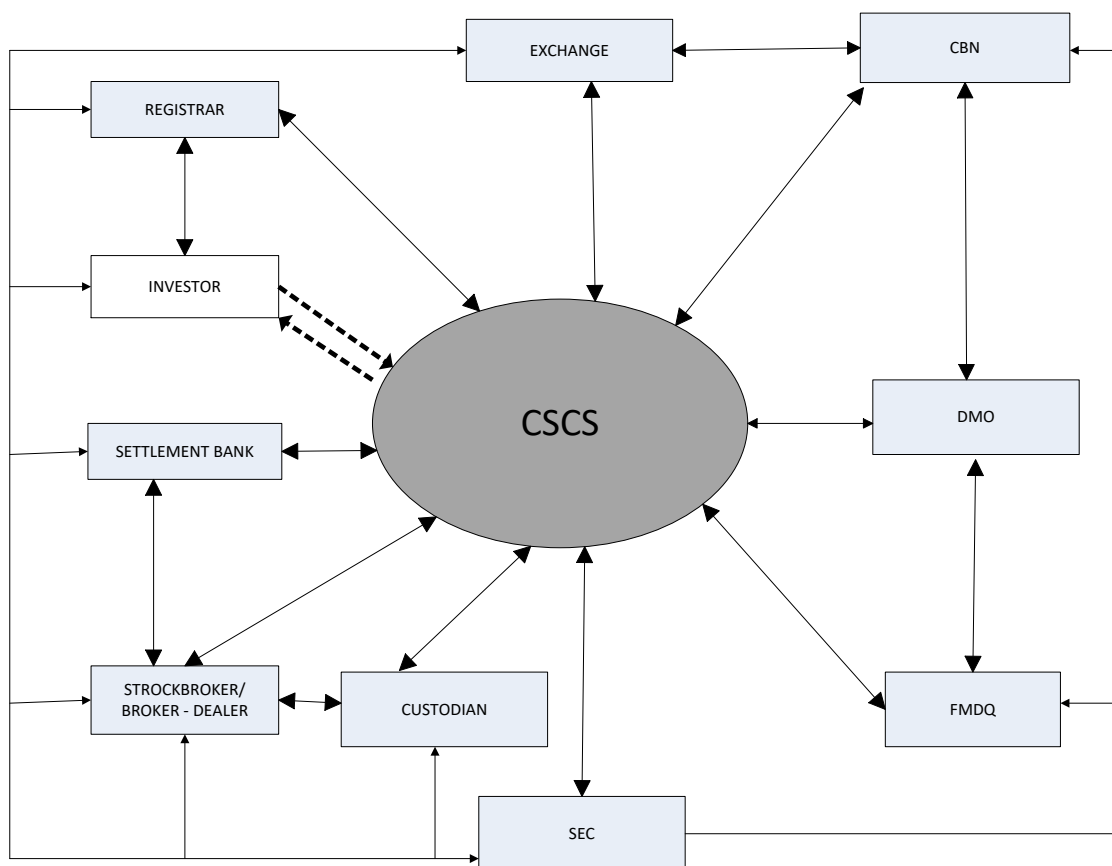 EXCHANGE
CBN
REGISTRAR
INVESTOR
CSCS
DMO
SETTLEMENT BANK
STROCKBROKER/
BROKER - DEALER
CUSTODIAN
FMDQ
SEC